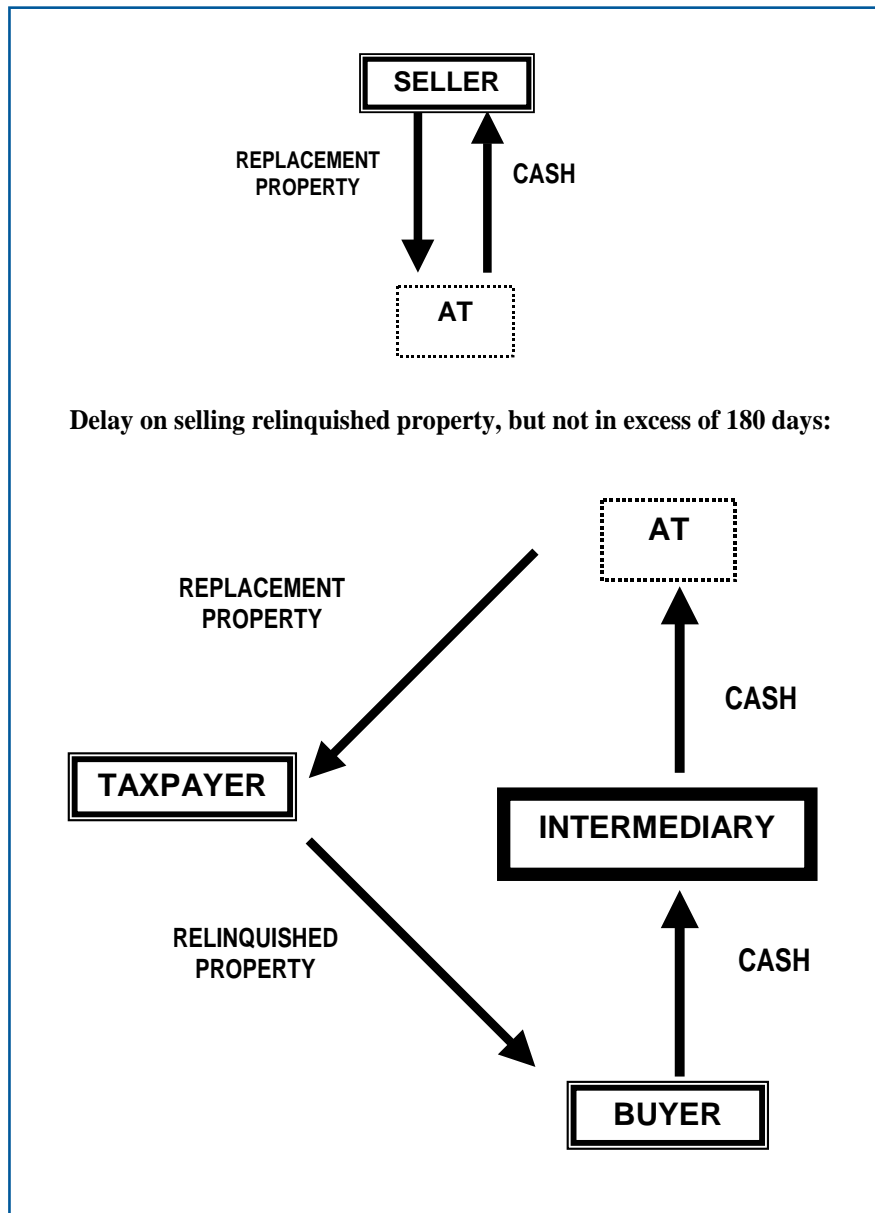 SELLER
REPLACEMENT
PROPERTY
CASH
AT
Delay on selling relinquished property, but not in excess of 180 days:
AT
REPLACEMENT
PROPERTY
CASH
TAXPAYER
INTERMEDIARY
RELINQUISHED
PROPERTY
CASH
BUYER